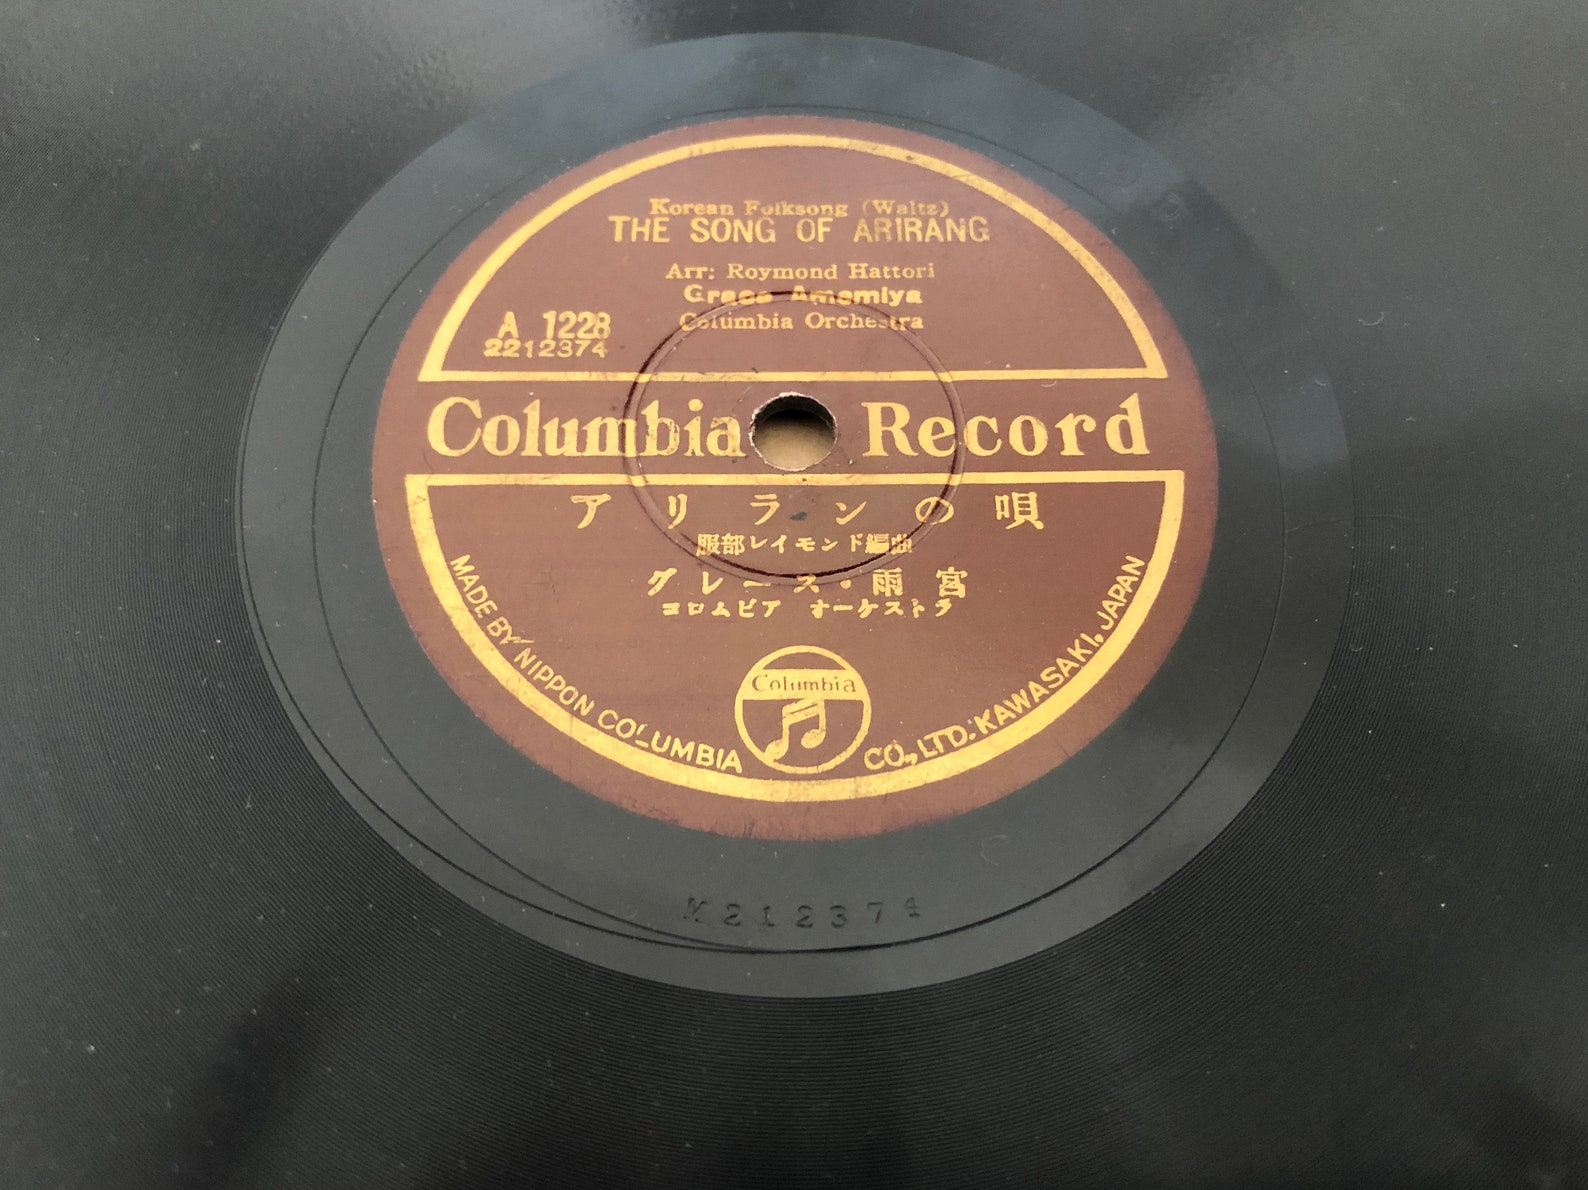 Korean Folksong (Waltz)
THE SONG OF ARIRANG
Arr: Roymond Hattori
Grace Amemiya
Columbia Orchestra
A 1228
2212374
Columbia Record
アリランの唄
服部レイモンド編曲
グレース・雨宮
コロムビア オーケストラ
Columbia
MADE BY NIPPON COLUMBIA CO., LTD. KAWASAKI, JAPAN
M212374